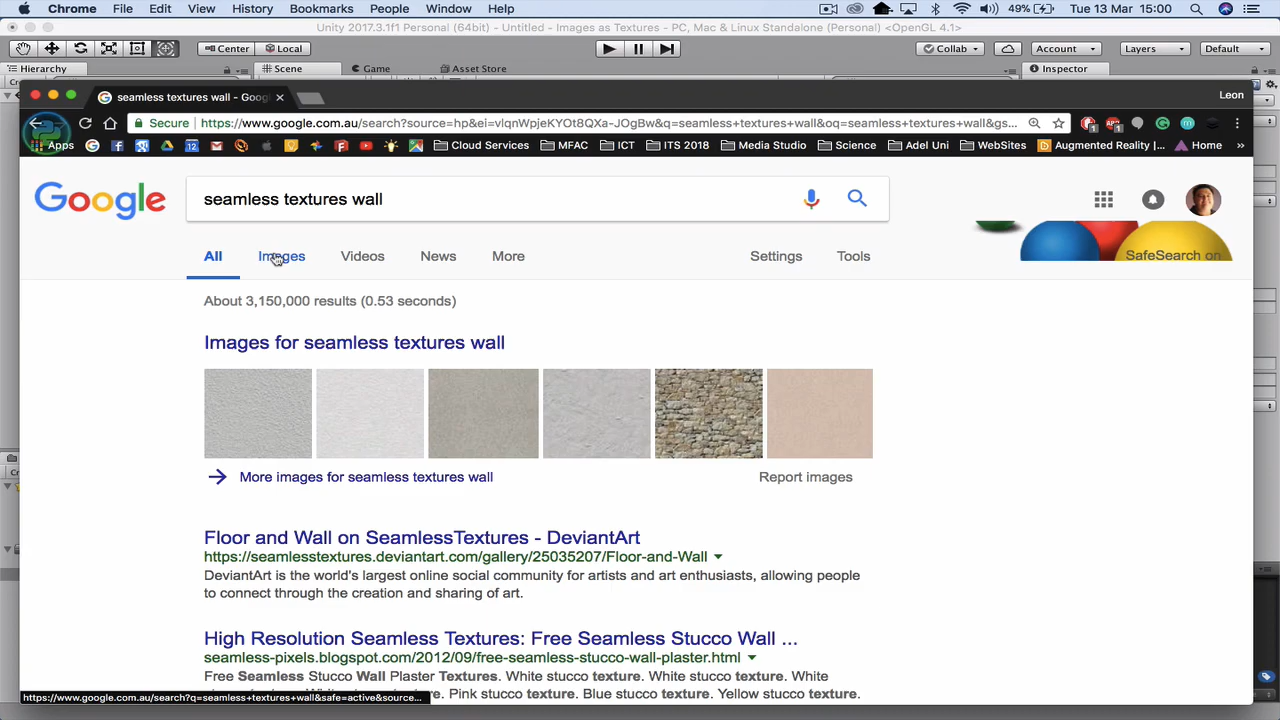 Chrome File Edit View History Bookmarks People Window Help 49% Tue 13 Mar 15:00
Unity 2017.3.1f1 Personal (64bit) - Untitled - Images as Textures - PC, Mac & Linux Standalone (Personal) <OpenGL 4.1>
Center Local Collab Account Layers Default
Hierarchy Scene Game Asset Store Inspector
seamless textures wall - Goog Leon
Secure https://www.google.com.au/search?source=hp&ei=vlqnWpjeKYOt8QXa-JOgBw&q=seamless+textures+wall&oq=seamless+textures+wall&gs...
Apps Cloud Services MFAC ICT ITS 2018 Media Studio Science Adel Uni WebSites Augmented Reality (... Home »
Google seamless textures wall
All Images Videos News More Settings Tools SafeSearch on
About 3,150,000 results (0.53 seconds)
Images for seamless textures wall
More images for seamless textures wall Report images
Floor and Wall on SeamlessTextures - DeviantArt
https://seamlesstextures.deviantart.com/gallery/25035207/Floor-and-Wall
DeviantArt is the world's largest online social community for artists and art enthusiasts, allowing people
to connect through the creation and sharing of art.
High Resolution Seamless Textures: Free Seamless Stucco Wall ...
seamless-pixels.blogspot.com/2012/09/free-seamless-stucco-wall-plaster.html
Free Seamless Stucco Wall Plaster Textures. White stucco texture. White stucco texture. White
texture. Pink stucco texture. Blue stucco texture. Yellow stucco texture.
https://www.google.com.au/search?q=seamless+textures+wall&safe=active&source...